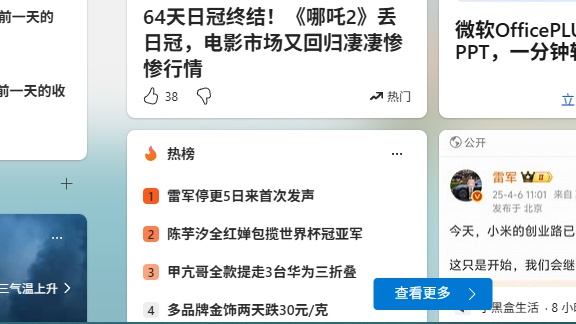 前一天的
前一天的收
三气温上升
64天日冠终结！《哪吒2》丢
日冠，电影市场又回归凄凄惨
惨行情
38
热门
热榜
1 雷军停更5日来首次发声
2 陈芋汐全红婵包揽世界杯冠亚军
3 甲亢哥全款提走3台华为三折叠
4 多品牌金饰两天跌30元/克
微软OfficePLU
PPT，一分钟轻
立
公开
雷军
25-4-6 11:01 来自
发布于 北京
今天，小米的创业路已
这只是开始，我们会继
查看更多
小黑盒生活 · 8 小时